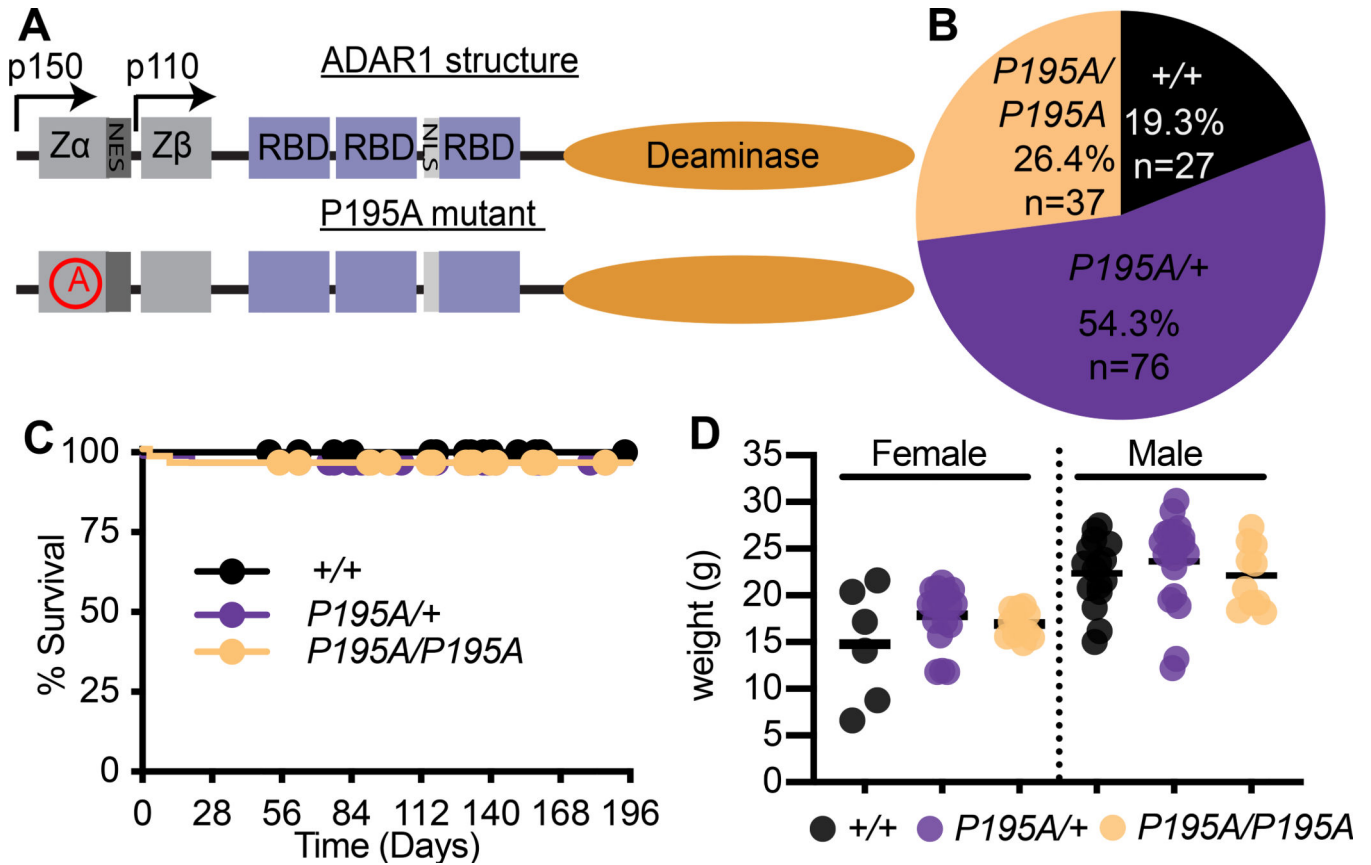 A
p150
p110
ADAR1 structure
Zα
NES
Zβ
RBD
RBD
NLS
RBD
Deaminase
P195A mutant
A
B
P195A/
P195A
26.4%
n=37
+/+
19.3%
n=27
P195A/+
54.3%
n=76
C
% Survival
100
75
50
25
0
+/+
P195A/+
P195A/P195A
0 28 56 84 112 140 168 196
Time (Days)
D
Female Male
weight (g)
35
30
25
20
15
10
5
0
+/+ P195A/+ P195A/P195A